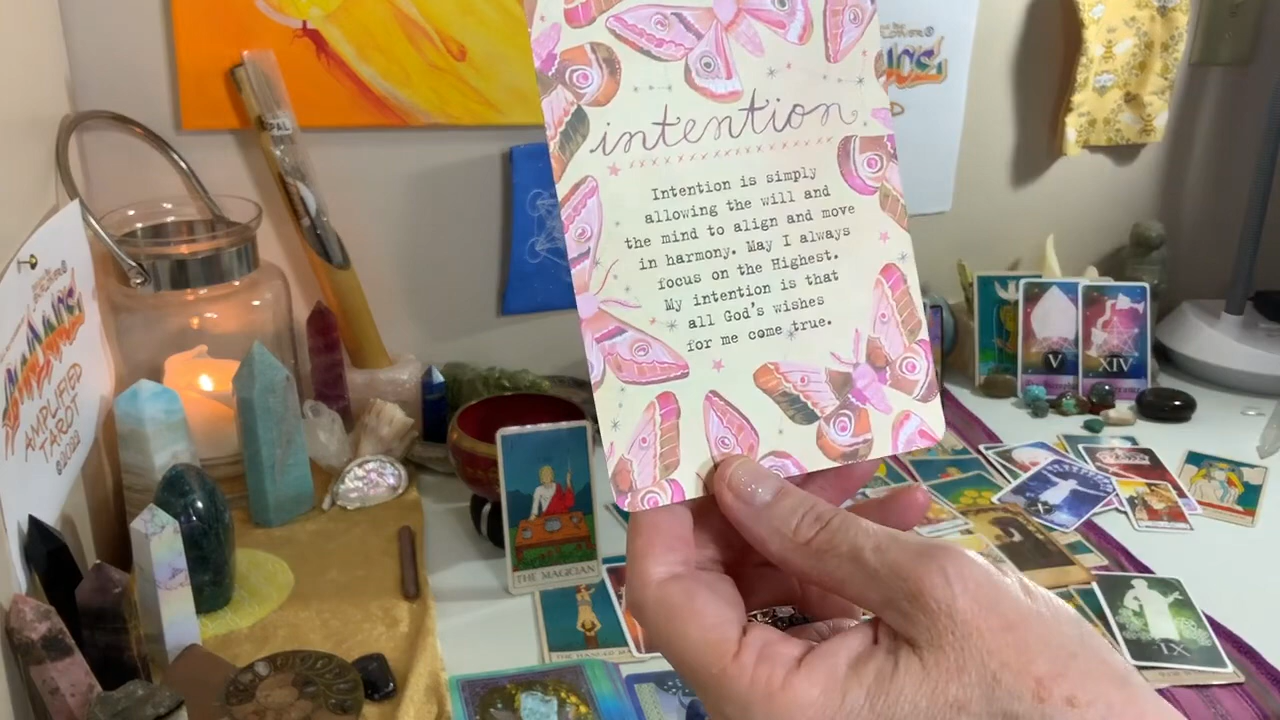 intention
Intention is simply
allowing the will and
the mind to align and move
in harmony. May I always
focus on the Highest.
My intention is that
all God's wishes
for me come true.
AMPLIFIED
TAROT
©2023
THE MAGICIAN
V
XIV
X
IX